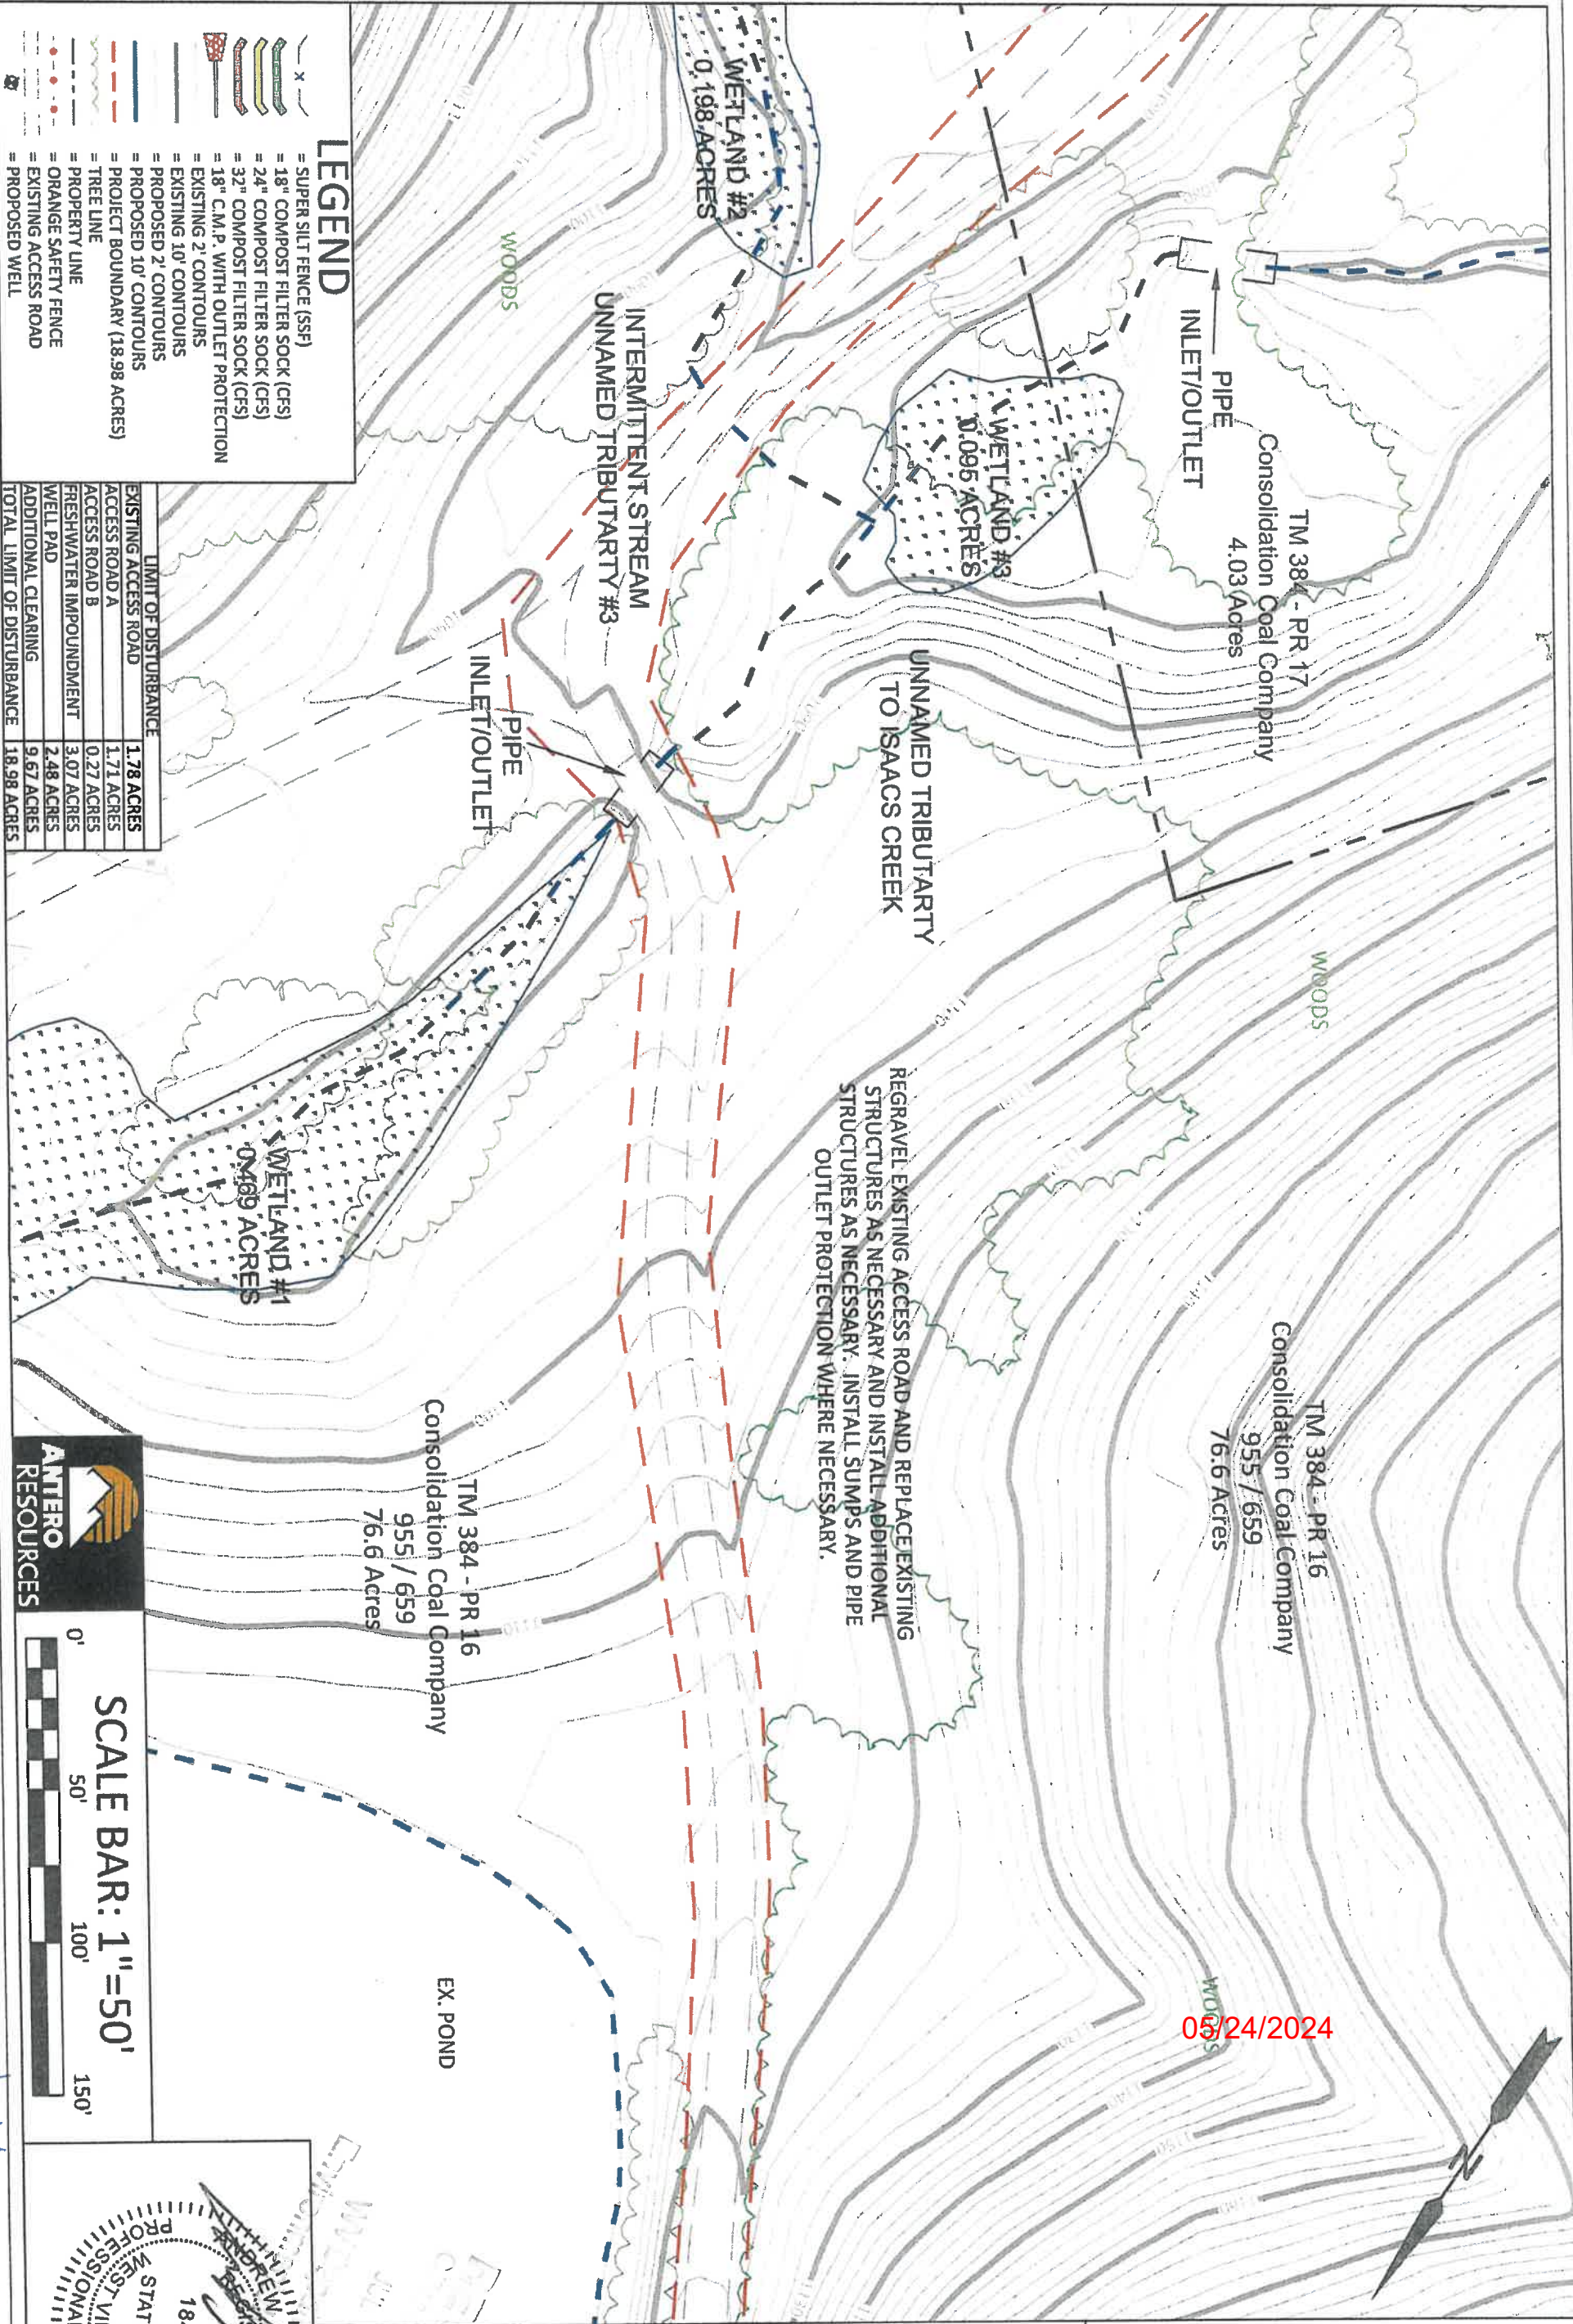 WETLAND #2
0.198 ACRES
WOODS
INTERMITTENT STREAM
UNNAMED TRIBUTARTY #3
PIPE
INLET/OUTLET
TM 384 - PR 17
Consolidation Coal Company
4.03 Acres
WETLAND #3
0.095 ACRES
UNNAMED TRIBUTARTY
TO ISAACS CREEK
PIPE
INLET/OUTLET
WOODS
REGRAVEL EXISTING ACCESS ROAD AND REPLACE EXISTING
STRUCTURES AS NECESSARY AND INSTALL ADDITIONAL
STRUCTURES AS NECESSARY. INSTALL SUMPS AND PIPE
OUTLET PROTECTION WHERE NECESSARY.
WETLAND #1
0.469 ACRES
TM 384 - PR 16
Consolidation Coal Company
955 / 659
76.6 Acres
TM 384 - PR 16
Consolidation Coal Company
955 / 659
76.6 Acres
WOODS
05/24/2024
N
EX. POND
LEGEND
x
= SUPER SILT FENCE (SSF)
= 18" COMPOST FILTER SOCK (CFS)
= 24" COMPOST FILTER SOCK (CFS)
= 32" COMPOST FILTER SOCK (CFS)
= 18" C.M.P. WITH OUTLET PROTECTION
= EXISTING 2' CONTOURS
= EXISTING 10' CONTOURS
= PROPOSED 2' CONTOURS
= PROPOSED 10' CONTOURS
= PROJECT BOUNDARY (18.98 ACRES)
= TREE LINE
= PROPERTY LINE
= ORANGE SAFETY FENCE
= EXISTING ACCESS ROAD
= PROPOSED WELL
LIMIT OF DISTURBANCE
EXISTING ACCESS ROAD 1.78 ACRES
ACCESS ROAD A 1.71 ACRES
ACCESS ROAD B 0.27 ACRES
FRESHWATER IMPOUNDMENT 3.07 ACRES
WELL PAD 2.48 ACRES
ADDITIONAL CLEARING 9.67 ACRES
TOTAL LIMIT OF DISTURBANCE 18.98 ACRES
ANTERO
RESOURCES
SCALE BAR: 1"=50'
0' 50' 100' 150'
ANDREW